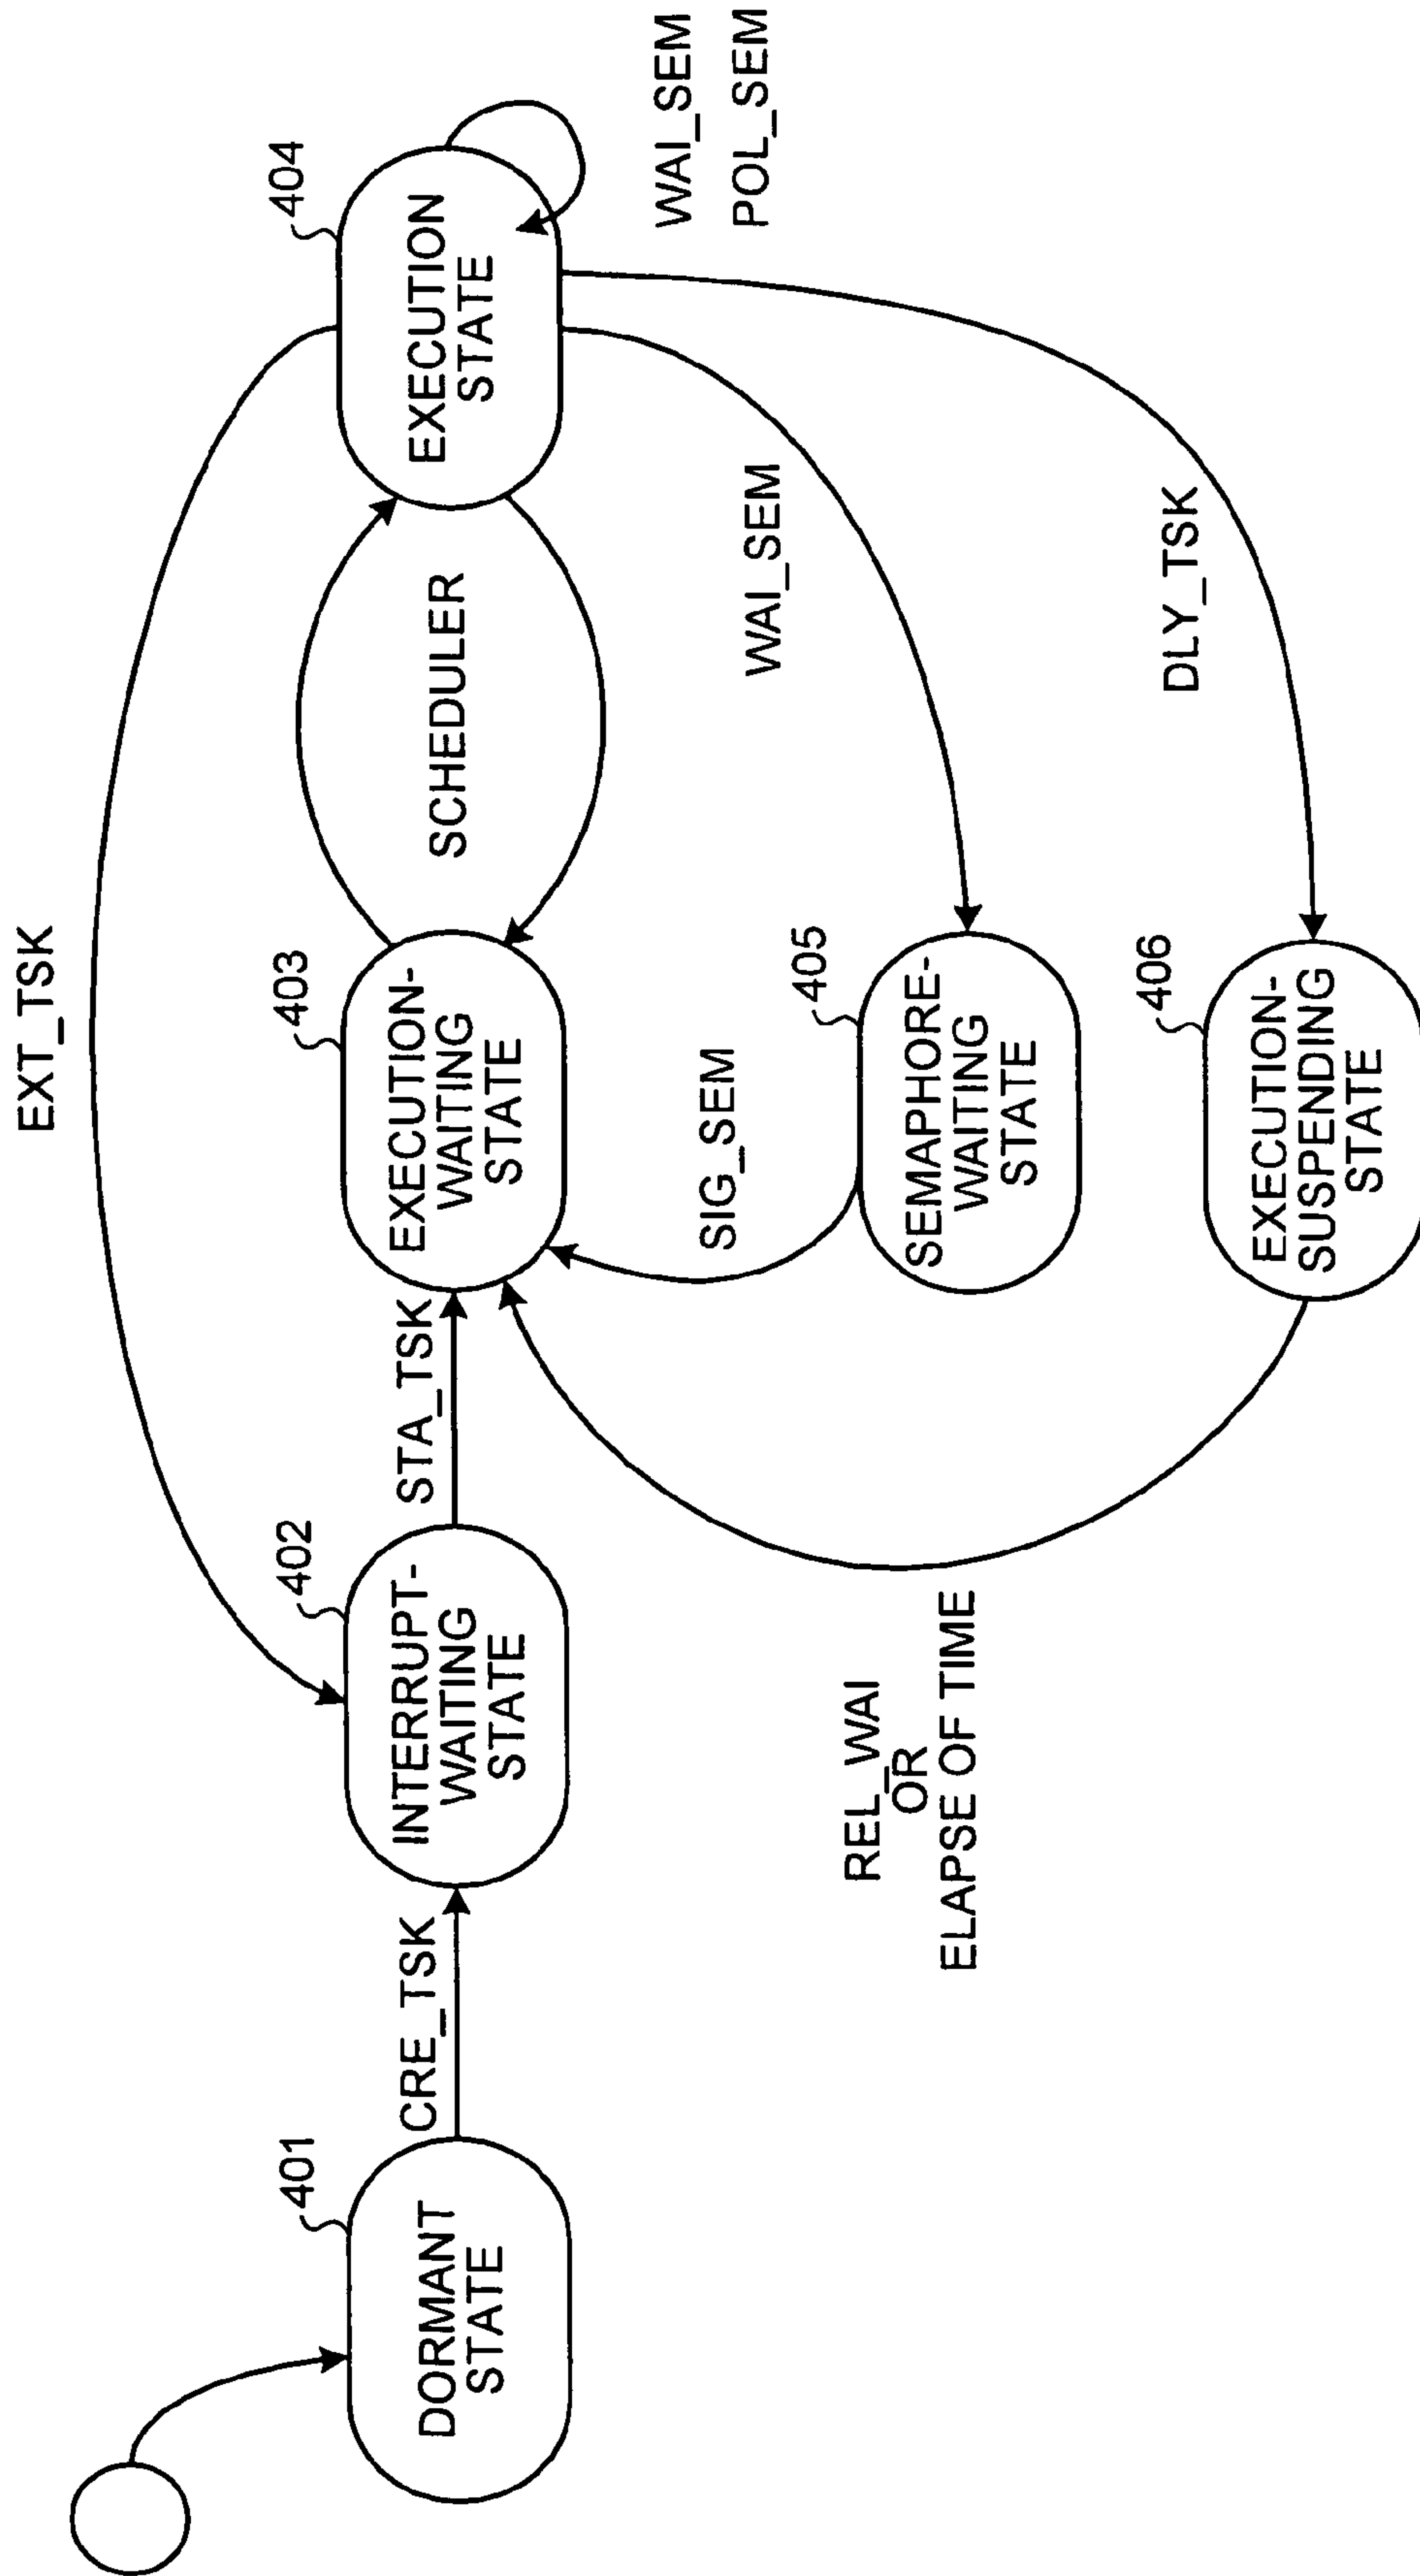 EXT_TSK
401
DORMANT
STATE
CRE_TSK
402
INTERRUPT-
WAITING
STATE
STA_TSK
403
EXECUTION-
WAITING
STATE
SCHEDULER
404
EXECUTION
STATE
WAI_SEM
POL_SEM
SIG_SEM
WAI_SEM
405
SEMAPHORE-
WAITING
STATE
REL_WAI
OR
ELAPSE OF TIME
DLY_TSK
406
EXECUTION-
SUSPENDING
STATE